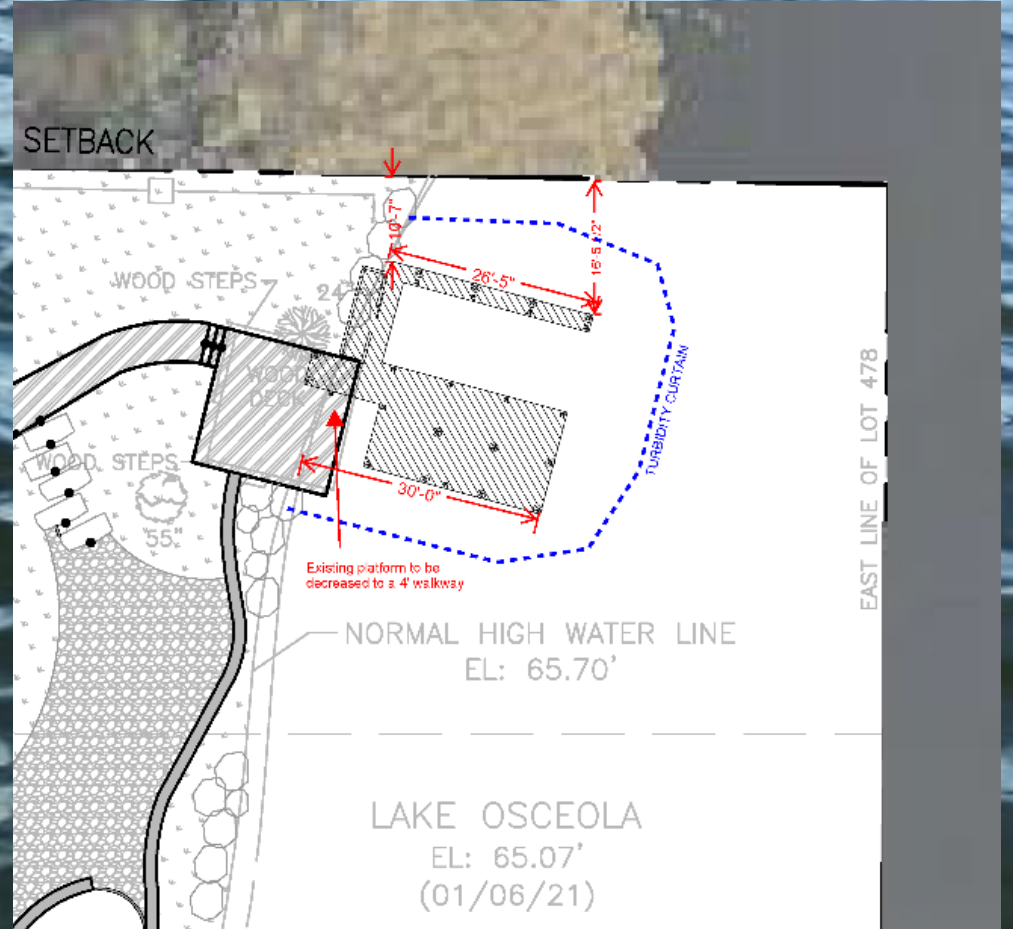 SETBACK
10'-7"
16'-5 1/2"
WOOD STEPS
24"
26'-5"
WOOD
DECK
TURBIDITY CURTAIN
EAST LINE OF LOT 478
WOOD STEPS
30'-0"
55"
Existing platform to be
decreased to a 4' walkway
NORMAL HIGH WATER LINE
EL: 65.70'
LAKE OSCEOLA
EL: 65.07'
(01/06/21)